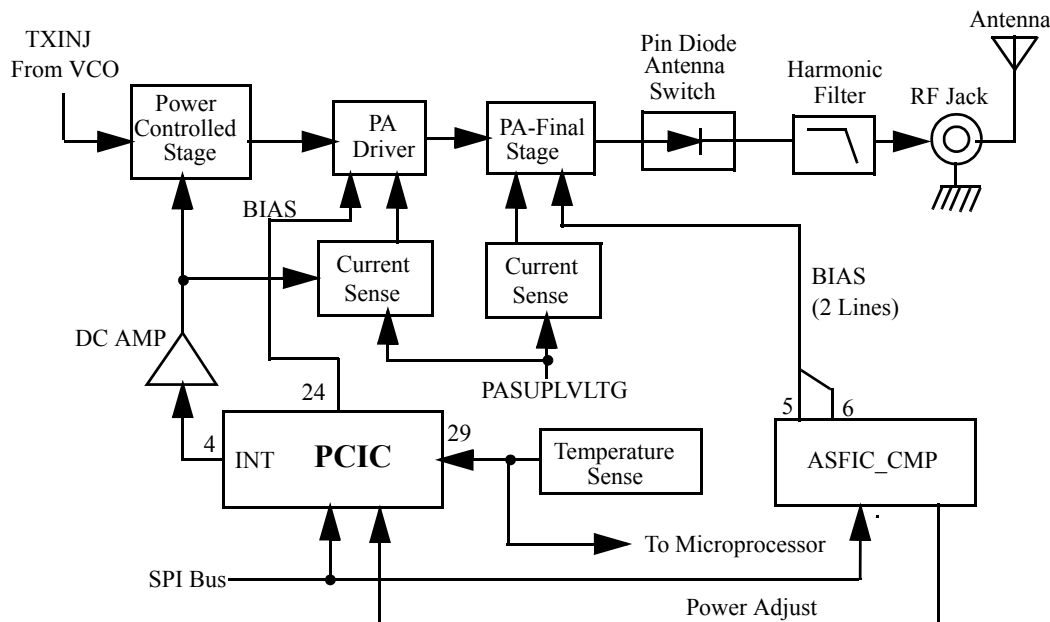 Antenna
TXINJ
From VCO
Pin Diode
Antenna
Switch
Harmonic
Filter
RF Jack
Power
Controlled
Stage
PA
Driver
PA-Final
Stage
BIAS
Current
Sense
Current
Sense
BIAS
(2 Lines)
DC AMP
24
PASUPLVLTG
5
6
4
INT
PCIC
29
Temperature
Sense
ASFIC_CMP
To Microprocessor
SPI Bus
Power Adjust